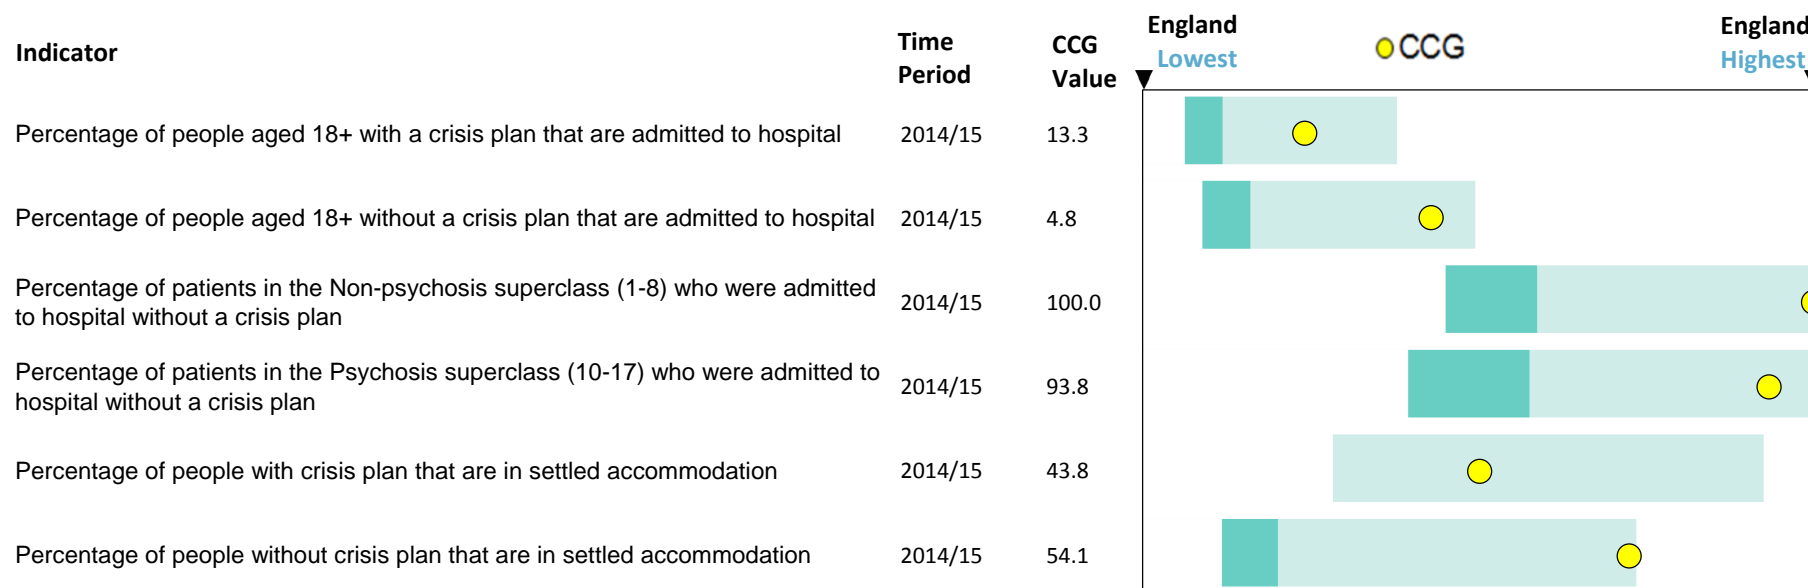 Indicator
Time Period
CCG Value
England Lowest
CCG
England Highest
Percentage of people aged 18+ with a crisis plan that are admitted to hospital 2014/15 13.3
Percentage of people aged 18+ without a crisis plan that are admitted to hospital 2014/15 4.8
Percentage of patients in the Non-psychosis superclass (1-8) who were admitted
to hospital without a crisis plan 2014/15 100.0
Percentage of patients in the Psychosis superclass (10-17) who were admitted to
hospital without a crisis plan 2014/15 93.8
Percentage of people with crisis plan that are in settled accommodation 2014/15 43.8
Percentage of people without crisis plan that are in settled accommodation 2014/15 54.1